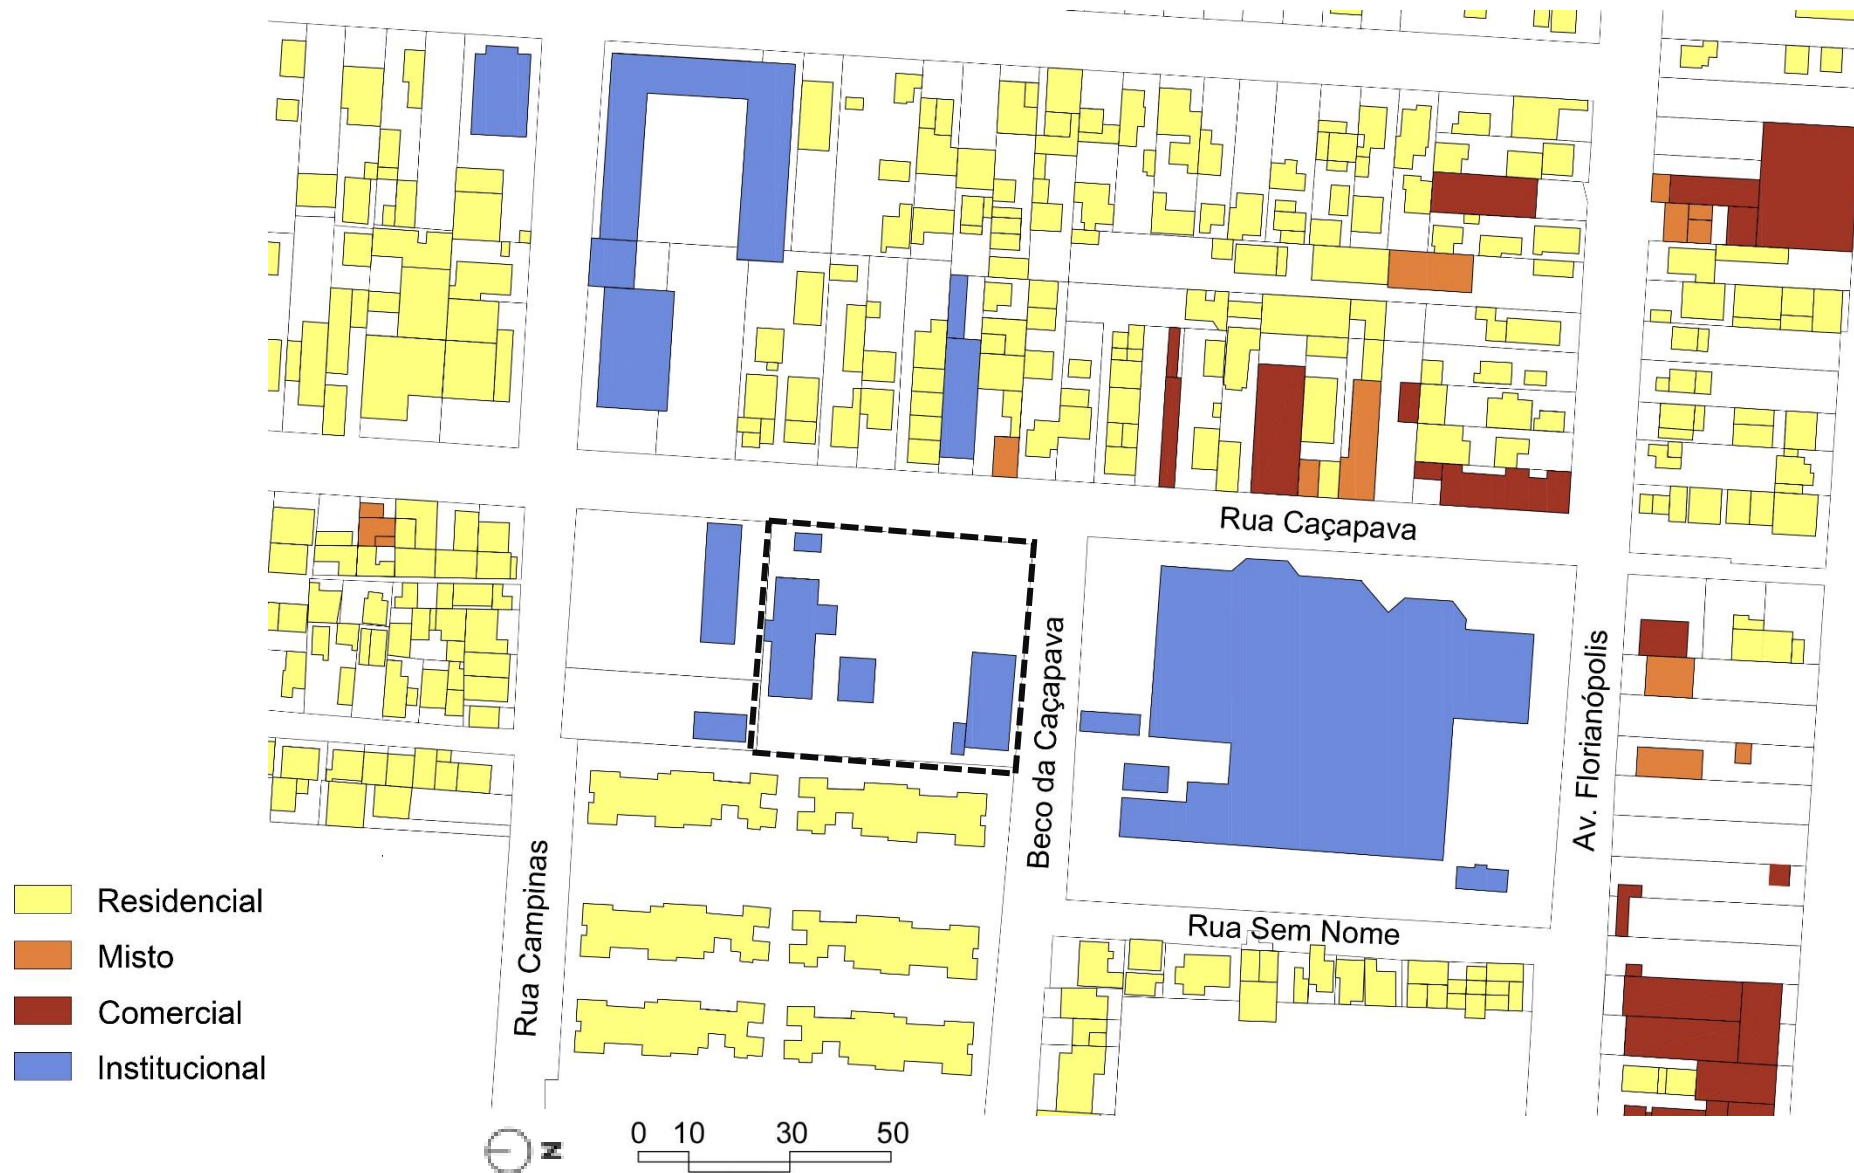 Rua Caçapava
Beco da Caçapava
Av. Florianópolis
Rua Campinas
Rua Sem Nome
Residencial
Misto
Comercial
Institucional
N
0 10 30 50